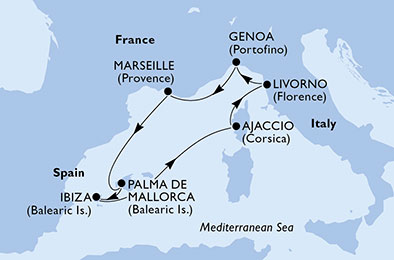 GENOA
(Portofino)
France
MARSEILLE
(Provence)
LIVORNO
(Florence)
AJACCIO
(Corsica)
Italy
Spain
PALMA DE
MALLORCA
(Balearic Is.)
IBIZA
(Balearic Is.)
Mediterranean Sea